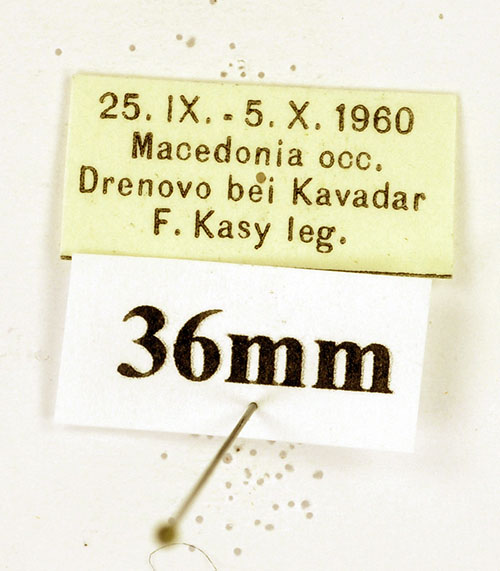 25. IX. - 5. X. 1960
Macedonia occ.
Drenovo bei Kavadar
F. Kasy leg.
36mm